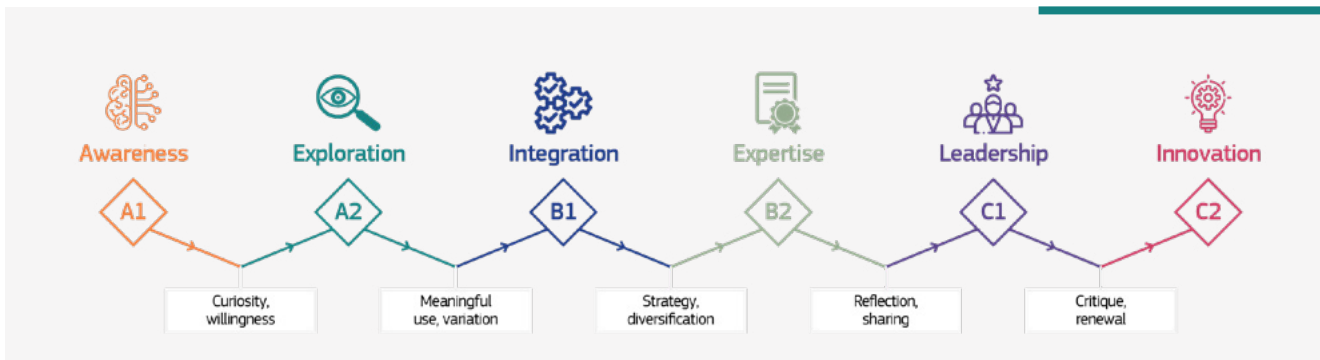 Awareness
Exploration
Integration
Expertise
Leadership
Innovation
A1
A2
B1
B2
C1
C2
Curiosity,
willingness
Meaningful
use, variation
Strategy,
diversification
Reflection,
sharing
Critique,
renewal